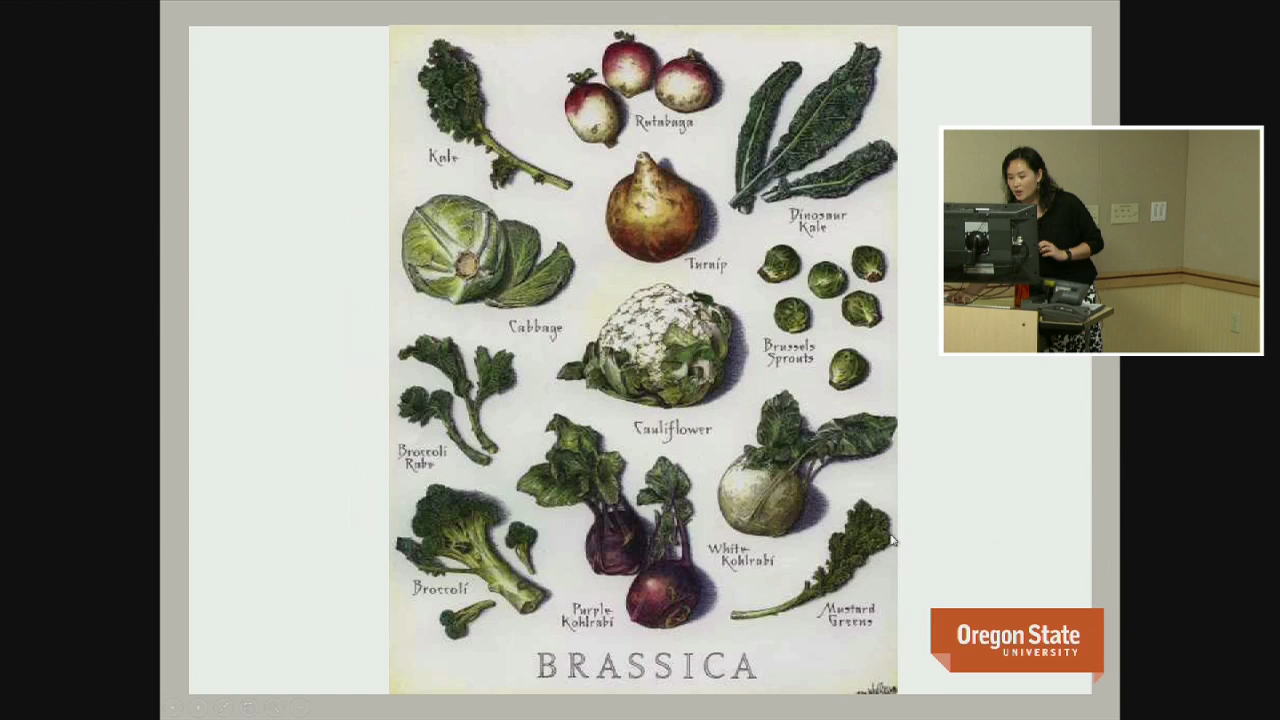 Kale
Rutabaga
Dinosaur
Kale
Turnip
Cabbage
Brussels
Sprouts
Cauliflower
Broccoli
Rabe
White
Kohlrabi
Broccoli
Purple
Kohlrabi
Mustard
Greens
BRASSICA
Oregon State
UNIVERSITY